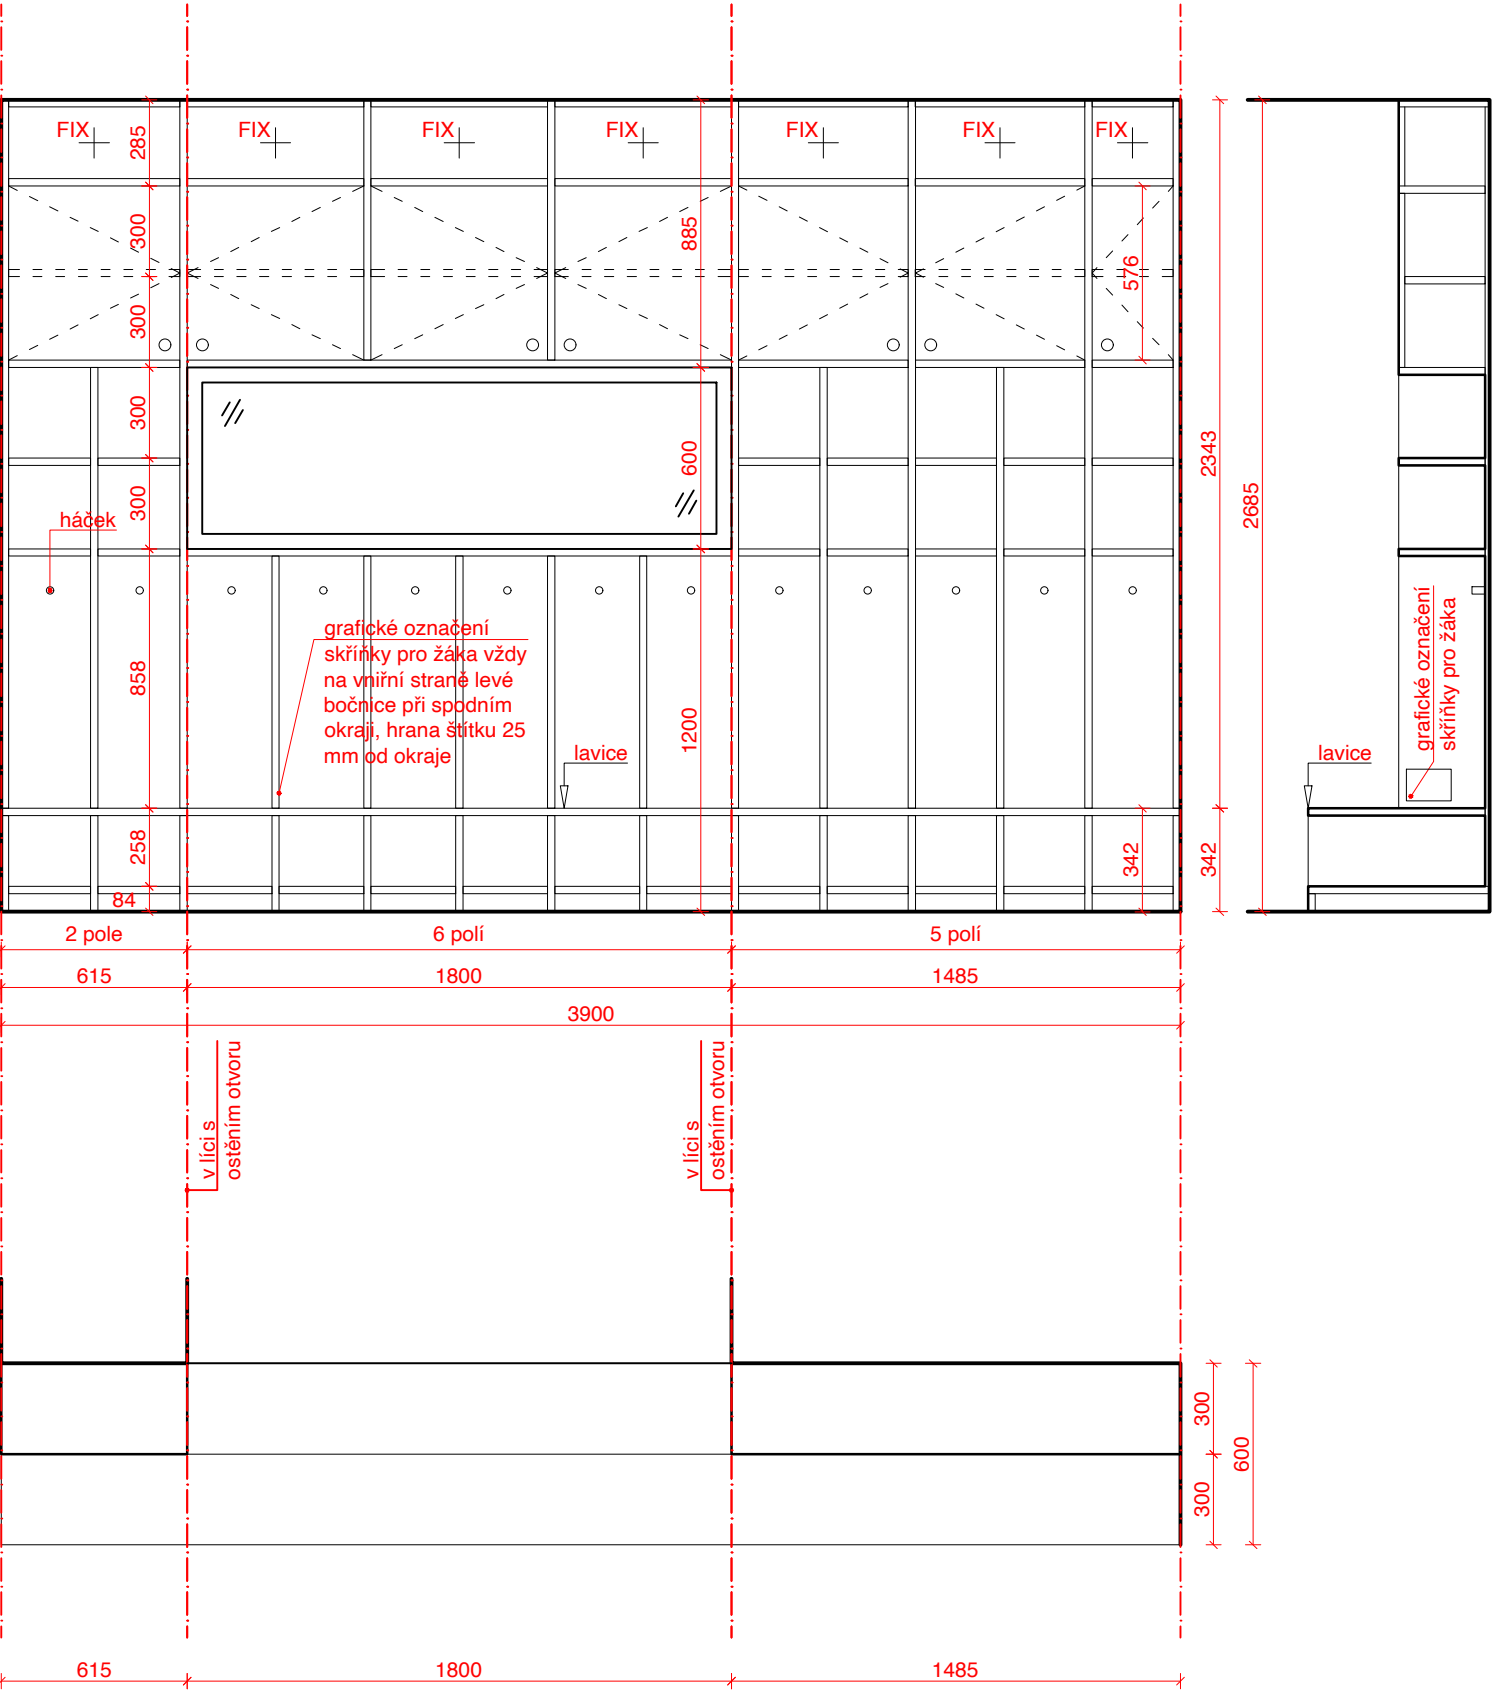 FIX FIX FIX FIX FIX FIX FIX
285
300
885
576
300
300
2343
600
2685
300
háček
grafické označení
skříňky pro žáka vždy
na vniřní straně levé
bočnice při spodním
okraji, hrana štítku 25
mm od okraje
858
1200
lavice
grafické označení
skříňky pro žáka
lavice
258
342
342
84
2 pole 6 polí 5 polí
615 1800 1485
3900
v líci s
ostěním otvoru
v líci s
ostěním otvoru
300
600
300
615 1800 1485